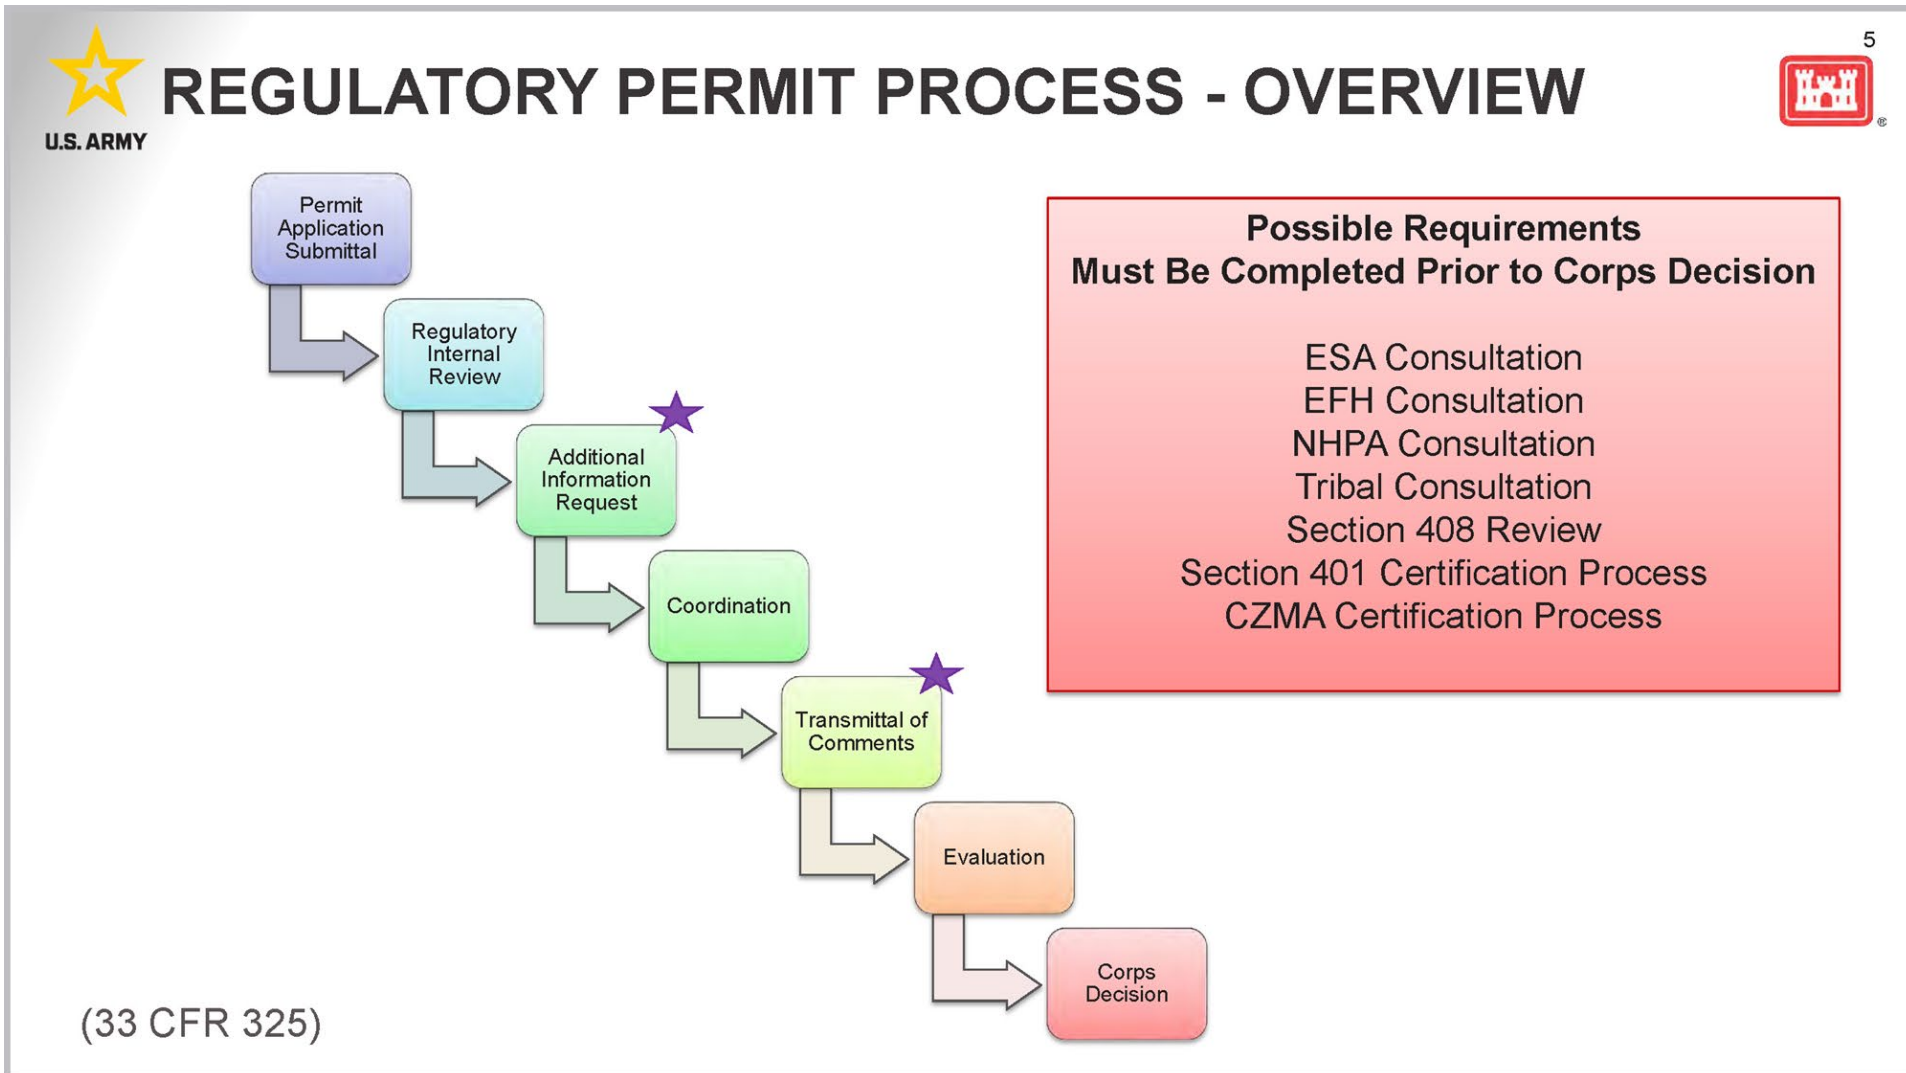 5
REGULATORY PERMIT PROCESS - OVERVIEW
U.S. ARMY
®
Permit
Application
Submittal
Regulatory
Internal
Review
Additional
Information
Request
Coordination
Transmittal of
Comments
Evaluation
Corps
Decision
Possible Requirements
Must Be Completed Prior to Corps Decision
ESA Consultation
EFH Consultation
NHPA Consultation
Tribal Consultation
Section 408 Review
Section 401 Certification Process
CZMA Certification Process
(33 CFR 325)